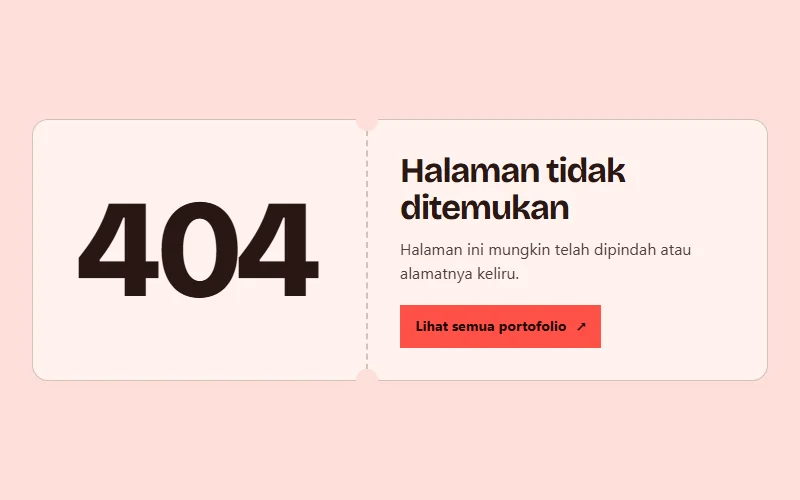 404
Halaman tidak
ditemukan
Halaman ini mungkin telah dipindah atau
alamatnya keliru.
Lihat semua portofolio ↗